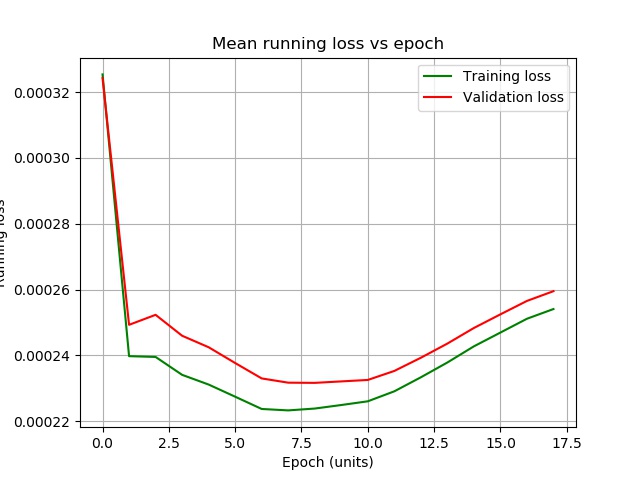 Mean running loss vs epoch
Training loss
Validation loss
0.00032
0.00030
0.00028
0.00026
0.00024
0.00022
Running loss
0.0 2.5 5.0 7.5 10.0 12.5 15.0 17.5
Epoch (units)